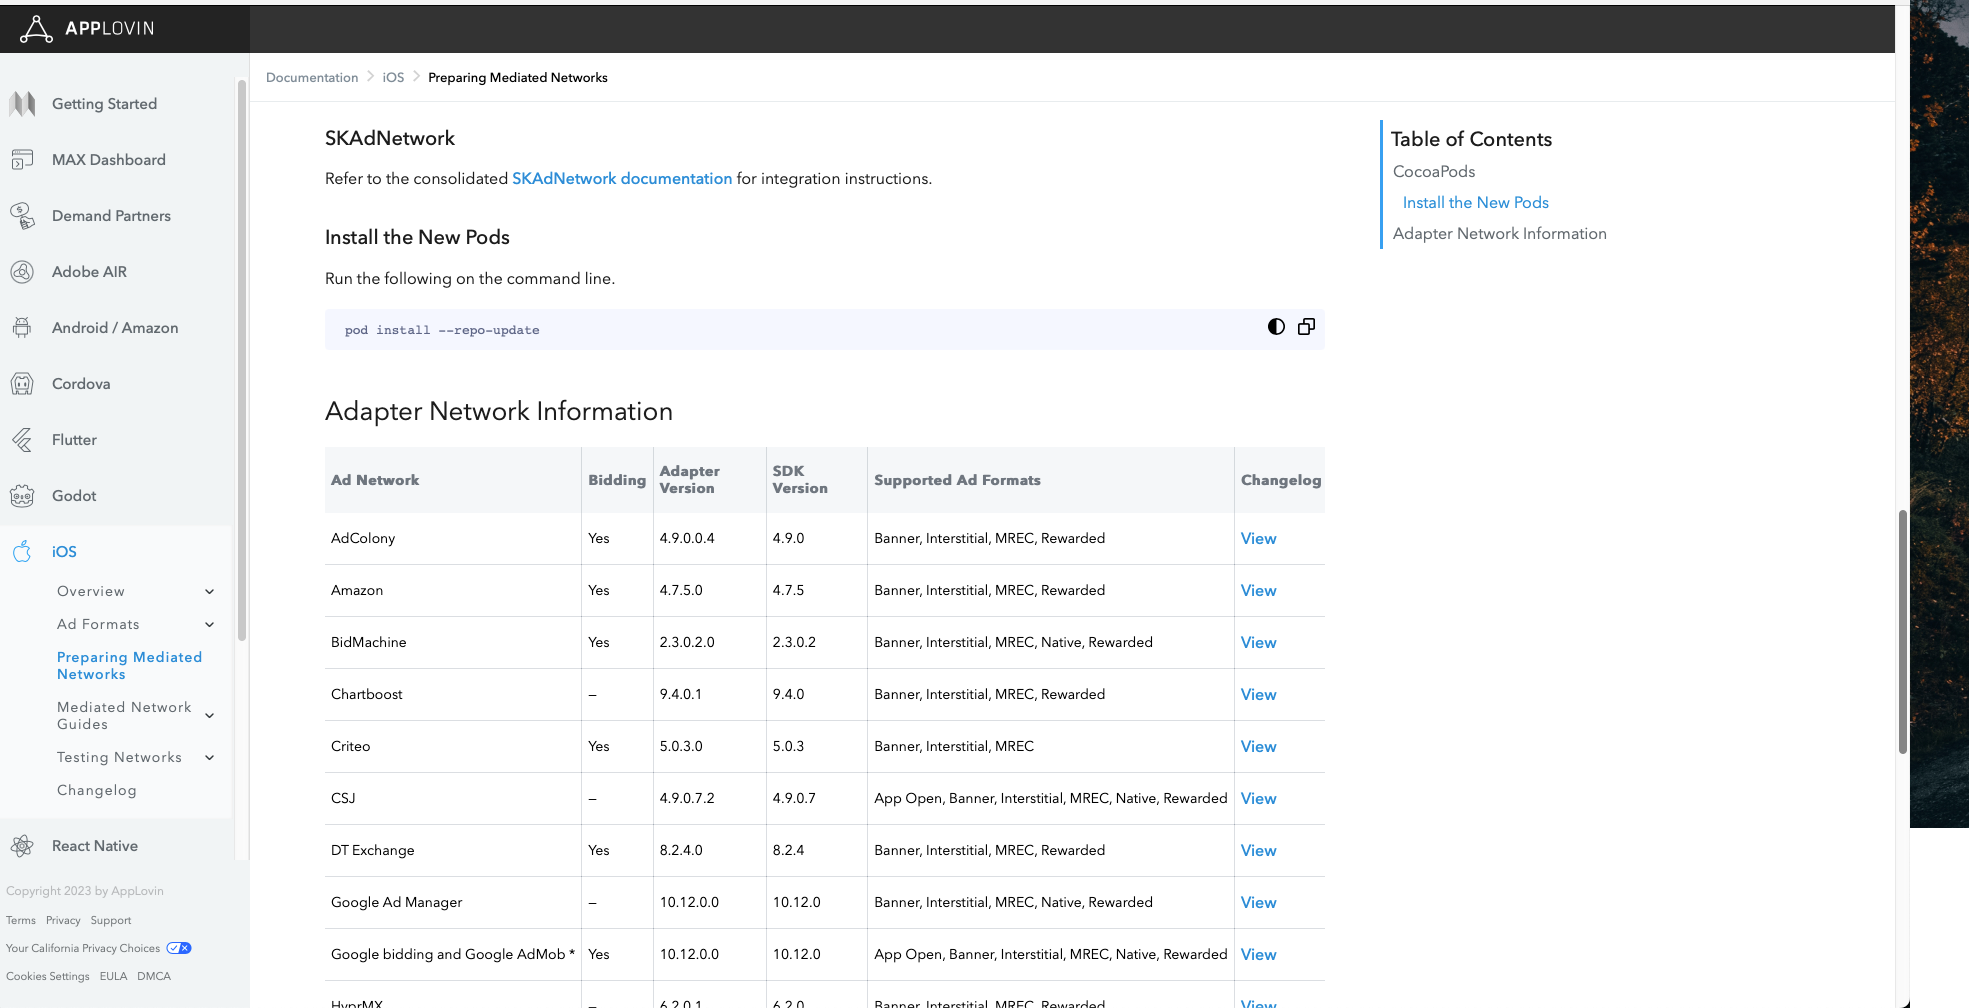 APPLOVIN
Documentation > iOS > Preparing Mediated Networks
Getting Started
MAX Dashboard
Demand Partners
Adobe AIR
Android / Amazon
Cordova
Flutter
Godot
iOS
Overview
Ad Formats
Preparing Mediated
Networks
Mediated Network
Guides
Testing Networks
Changelog
React Native
Copyright 2023 by AppLovin
Terms Privacy Support
Your California Privacy Choices
Cookies Settings EULA DMCA
SKAdNetwork
Refer to the consolidated SKAdNetwork documentation for integration instructions.
Install the New Pods
Run the following on the command line.
pod install --repo-update
Adapter Network Information
Ad Network Bidding Adapter Version SDK Version Supported Ad Formats Changelog
AdColony Yes 4.9.0.0.4 4.9.0 Banner, Interstitial, MREC, Rewarded View
Amazon Yes 4.7.5.0 4.7.5 Banner, Interstitial, MREC, Rewarded View
BidMachine Yes 2.3.0.2.0 2.3.0.2 Banner, Interstitial, MREC, Native, Rewarded View
Chartboost – 9.4.0.1 9.4.0 Banner, Interstitial, MREC, Rewarded View
Criteo Yes 5.0.3.0 5.0.3 Banner, Interstitial, MREC View
CSJ – 4.9.0.7.2 4.9.0.7 App Open, Banner, Interstitial, MREC, Native, Rewarded View
DT Exchange Yes 8.2.4.0 8.2.4 Banner, Interstitial, MREC, Rewarded View
Google Ad Manager – 10.12.0.0 10.12.0 Banner, Interstitial, MREC, Native, Rewarded View
Google bidding and Google AdMob * Yes 10.12.0.0 10.12.0 App Open, Banner, Interstitial, MREC, Native, Rewarded View
HyprMX – 6.2.0.1 6.2.0 Banner, Interstitial, MREC, Rewarded View
Table of Contents
CocoaPods
Install the New Pods
Adapter Network Information